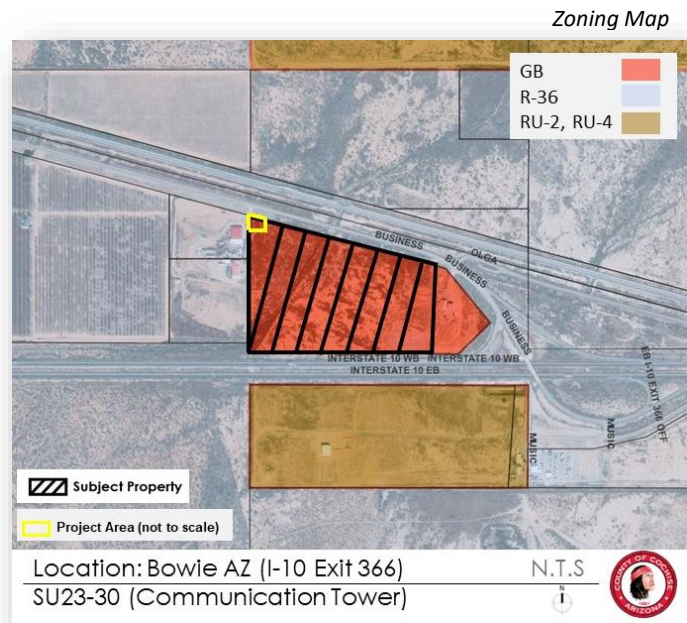 Zoning Map
GB
R-36
RU-2, RU-4
BUSINESS
OLGA
BUSINESS
BUSINESS
INTERSTATE 10 WB
INTERSTATE 10 WB
INTERSTATE 10 EB
EB I-10 EXIT 366 OFF
MUSIC
MUSIC
Subject Property
Project Area (not to scale)
Location: Bowie AZ (I-10 Exit 366)
N.T.S
SU23-30 (Communication Tower)
N
COUNTY OF COCHISE
ARIZONA